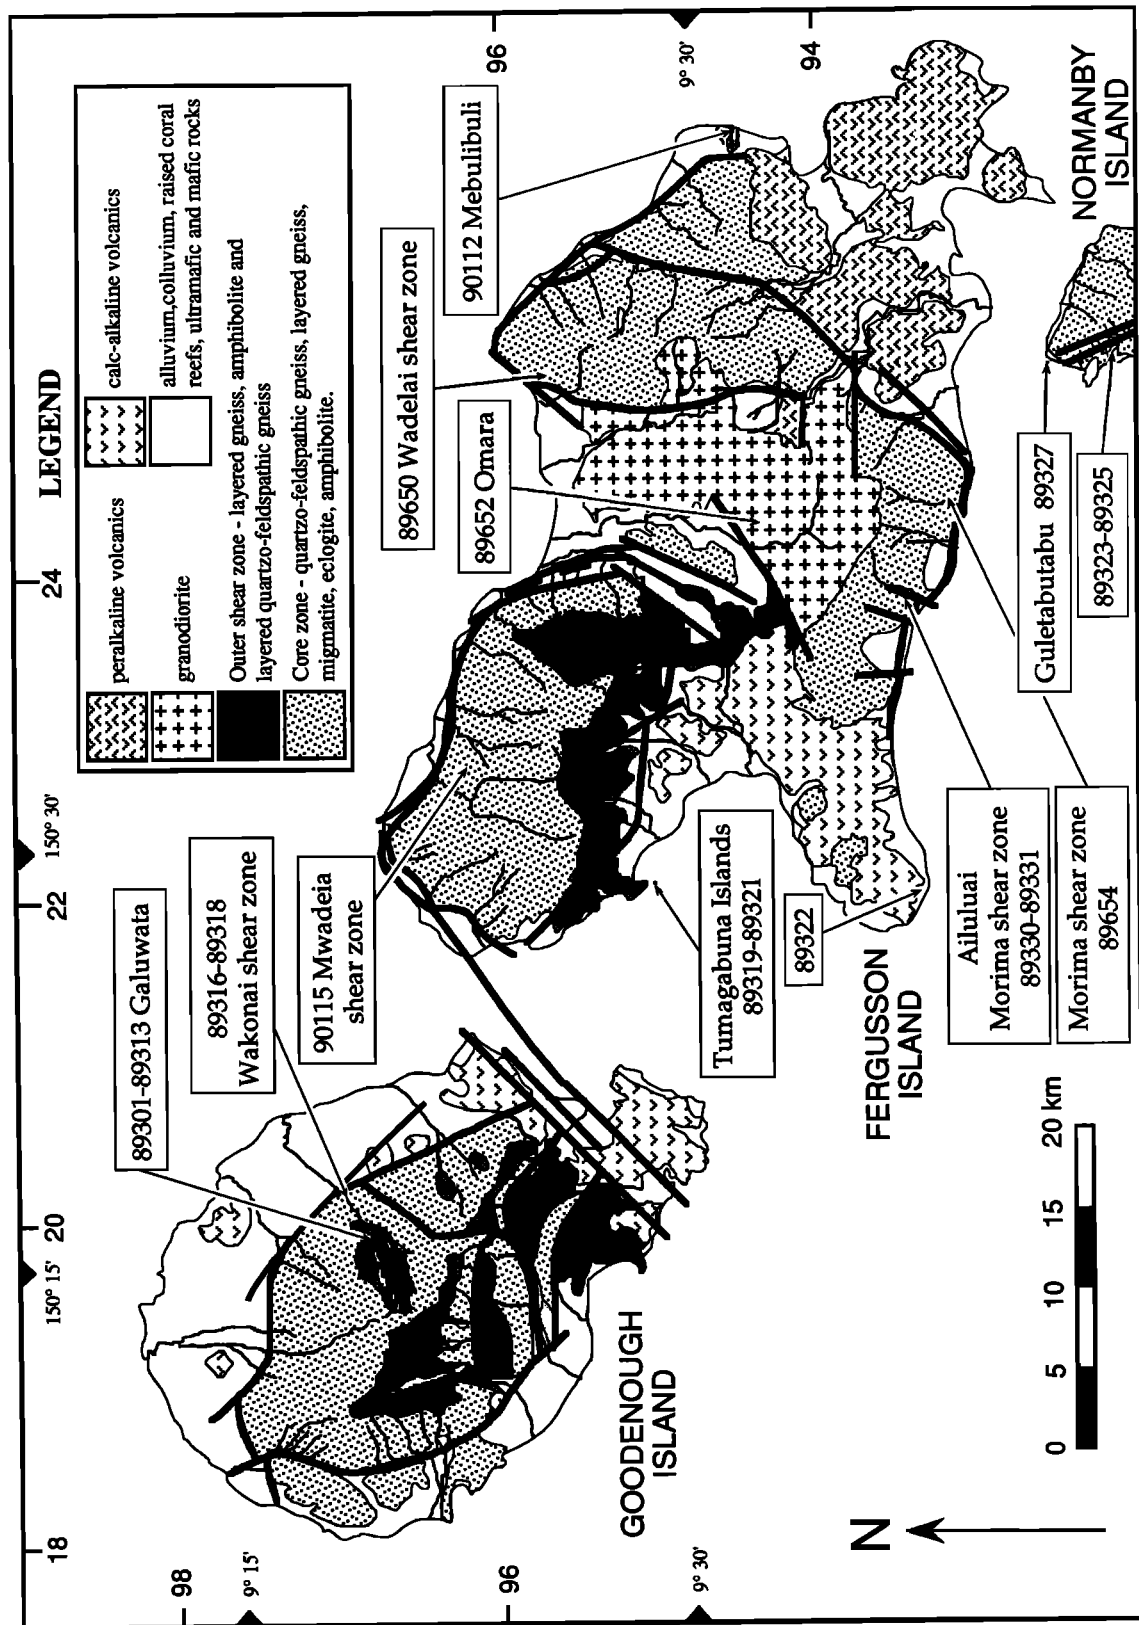 18
20
22
24
150° 15'
150° 30'
98
96
9° 15'
9° 30'
96
94
9° 30'
LEGEND
peralkaline volcanics
granodiorite
Outer shear zone - layered gneiss, amphibolite and
layered quartzo-feldspathic gneiss
Core zone - quartzo-feldspathic gneiss, layered gneiss,
migmatite, eclogite, amphibolite.
calc-alkaline volcanics
alluvium,colluvium, raised coral
reefs, ultramafic and mafic rocks
89301-89313 Galuwata
89316-89318
Wakonai shear zone
90115 Mwadeia
shear zone
89650 Wadelai shear zone
89652 Omara
90112 Mebulibuli
Tumagabuna Islands
89319-89321
89322
Ailuluai
Morima shear zone
89330-89331
Morima shear zone
89654
Guletabutabu 89327
89323-89325
GOODENOUGH
ISLAND
FERGUSSON
ISLAND
NORMANBY
ISLAND
N
0 5 10 15 20 km